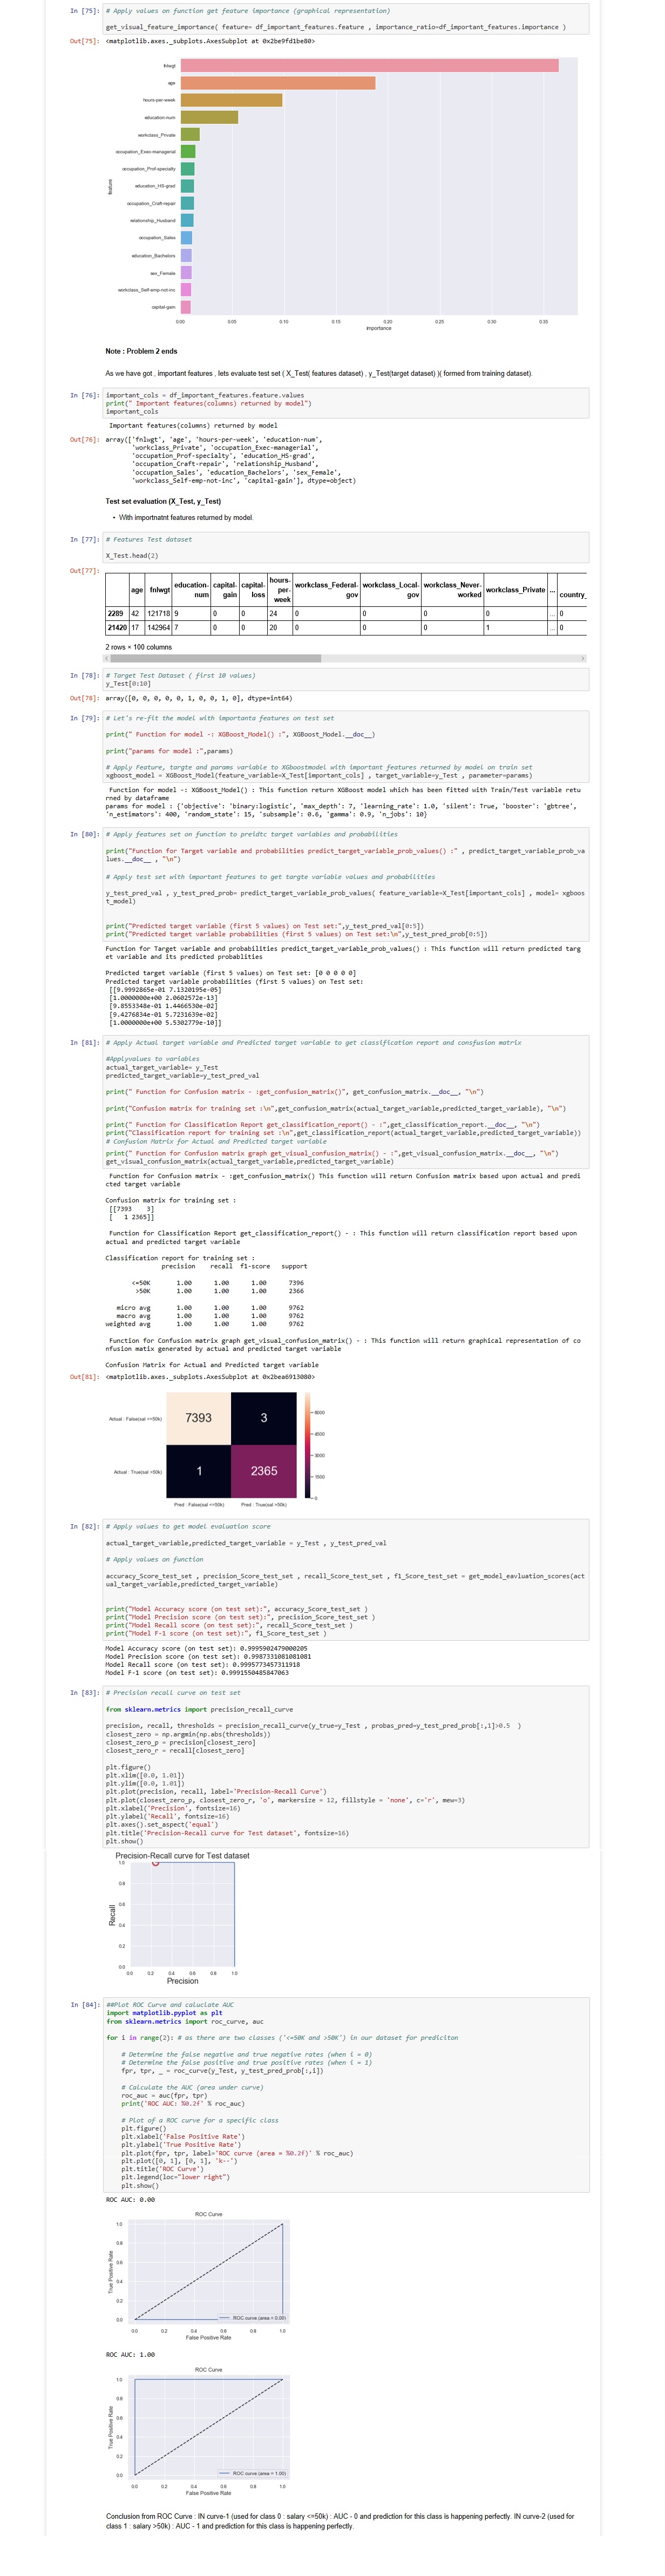 In [75]: # Apply values on function get feature importance (graphical representation)
get_visual_feature_importance( feature= df_important_features.feature , importance_ratio=df_important_features.importance )
Out[75]: <matplotlib.axes._subplots.AxesSubplot at 0x2be9fd1be80>
fnlwgt
age
hours-per-week
education-num
workclass_Private
occupation_Exec-managerial
occupation_Prof-specialty
education_HS-grad
occupation_Craft-repair
relationship_Husband
occupation_Sales
education_Bachelors
sex_Female
workclass_Self-emp-not-inc
capital-gain
feature
0.00 0.05 0.10 0.15 0.20 0.25 0.30 0.35
importance
Note : Problem 2 ends
As we have got , important features , lets evaluate test set ( X_Test( features dataset) , y_Test(target dataset) )( formed from training dataset).
In [76]: important_cols = df_important_features.feature.values
print(" Important features(columns) returned by model")
important_cols
Important features(columns) returned by model
Out[76]: array(['fnlwgt', 'age', 'hours-per-week', 'education-num',
'workclass_Private', 'occupation_Exec-managerial',
'occupation_Prof-specialty', 'education_HS-grad',
'occupation_Craft-repair', 'relationship_Husband',
'occupation_Sales', 'education_Bachelors', 'sex_Female',
'workclass_Self-emp-not-inc', 'capital-gain'], dtype=object)
Test set evaluation (X_Test, y_Test)
• With importnatnt features returned by model.
In [77]: # Features Test dataset
X_Test.head(2)
Out[77]:
age fnlwgt education-num capital-gain capital-loss hours-per-week workclass_Federal-gov workclass_Local-gov workclass_Never-worked workclass_Private ... country_
2289 42 121718 9 0 0 24 0 0 0 0 ... 0
21420 17 142964 7 0 0 20 0 0 0 1 ... 0
2 rows × 100 columns
In [78]: # Target Test Dataset ( first 10 values)
y_Test[0:10]
Out[78]: array([0, 0, 0, 0, 0, 1, 0, 0, 1, 0], dtype=int64)
In [79]: # Let's re-fit the model with importanta features on test set
print(" Function for model -: XGBoost_Model() :", XGBoost_Model.__doc__)
print("params for model :",params)
# Apply Feature, targte and params variable to XGboostmodel with important features returned by model on train set
xgboost_model = XGBoost_Model(feature_variable=X_Test[important_cols] , target_variable=y_Test , parameter=params)
Function for model -: XGBoost_Model() : This function return XGBoost model which has been fitted with Train/Test variable retu
rned by dataframe
params for model : {'objective': 'binary:logistic', 'max_depth': 7, 'learning_rate': 1.0, 'silent': True, 'booster': 'gbtree',
'n_estimators': 400, 'random_state': 15, 'subsample': 0.6, 'gamma': 0.9, 'n_jobs': 10}
In [80]: # Apply features set on function to preidtc target variables and probabilities
print("Function for Target variable and probabilities predict_target_variable_prob_values() :" , predict_target_variable_prob_va
lues.__doc__ , "\n")
# Apply test set with important features to get targte variable values and probabilities
y_test_pred_val , y_test_pred_prob= predict_target_variable_prob_values( feature_variable=X_Test[important_cols] , model= xgboos
t_model)
print("Predicted target variable (first 5 values) on Test set:",y_test_pred_val[0:5])
print("Predicted target variable probabilities (first 5 values) on Test set:\n",y_test_pred_prob[0:5])
Function for Target variable and probabilities predict_target_variable_prob_values() : This function will return predicted targ
et variable and its predicted probablities
Predicted target variable (first 5 values) on Test set: [0 0 0 0 0]
Predicted target variable probabilities (first 5 values) on Test set:
[[9.9992865e-01 7.1320195e-05]
[1.0000000e+00 2.0602572e-13]
[9.8553348e-01 1.4466530e-02]
[9.4276834e-01 5.7231639e-02]
[1.0000000e+00 5.5302779e-10]]
In [81]: # Apply Actual target variable and Predicted target variable to get classification report and consfusion matrix
#Applyvalues to variables
actual_target_variable= y_Test
predicted_target_variable=y_test_pred_val
print(" Function for Confusion matrix - :get_confusion_matrix()", get_confusion_matrix.__doc__, "\n")
print("Confusion matrix for training set :\n",get_confusion_matrix(actual_target_variable,predicted_target_variable), "\n")
print(" Function for Classification Report get_classification_report() - :",get_classification_report.__doc__, "\n")
print("Classification report for training set :\n",get_classification_report(actual_target_variable,predicted_target_variable))
# Confusion Matrix for Actual and Predicted target variable
print(" Function for Confusion matrix graph get_visual_confusion_matrix() - :",get_visual_confusion_matrix.__doc__, "\n")
get_visual_confusion_matrix(actual_target_variable,predicted_target_variable)
Function for Confusion matrix - :get_confusion_matrix() This function will return Confusion matrix based upon actual and predi
cted target variable
Confusion matrix for training set :
[[7393 3]
[ 1 2365]]
Function for Classification Report get_classification_report() - : This function will return classification report based upon
actual and predicted target variable
Classification report for training set :
precision recall f1-score support
<=50K 1.00 1.00 1.00 7396
>50K 1.00 1.00 1.00 2366
micro avg 1.00 1.00 1.00 9762
macro avg 1.00 1.00 1.00 9762
weighted avg 1.00 1.00 1.00 9762
Function for Confusion matrix graph get_visual_confusion_matrix() - : This function will return graphical representation of co
nfusion matix generated by actual and predicted target variable
Confusion Matrix for Actual and Predicted target variable
Out[81]: <matplotlib.axes._subplots.AxesSubplot at 0x2bea6913080>
Actual : False(sal <=50k) 7393 3
Actual : True(sal >50k) 1 2365
6000
4500
3000
1500
0
Pred : False(sal <=50k) Pred : True(sal >50k)
In [82]: # Apply values to get model evaluation score
actual_target_variable,predicted_target_variable = y_Test , y_test_pred_val
# Apply values on function
accuracy_Score_test_set , precision_Score_test_set , recall_Score_test_set , f1_Score_test_set = get_model_eavluation_scores(act
ual_target_variable,predicted_target_variable)
print("Model Accuracy score (on test set):", accuracy_Score_test_set )
print("Model Precision score (on test set):", precision_Score_test_set )
print("Model Recall score (on test set):", recall_Score_test_set )
print("Model F-1 score (on test set):", f1_Score_test_set )
Model Accuracy score (on test set): 0.9995902479000205
Model Precision score (on test set): 0.9987331081081081
Model Recall score (on test set): 0.9995773457311918
Model F-1 score (on test set): 0.9991550485847063
In [83]: # Precision recall curve on test set
from sklearn.metrics import precision_recall_curve
precision, recall, thresholds = precision_recall_curve(y_true=y_Test , probas_pred=y_test_pred_prob[:,1]>0.5 )
closest_zero = np.argmin(np.abs(thresholds))
closest_zero_p = precision[closest_zero]
closest_zero_r = recall[closest_zero]
plt.figure()
plt.xlim([0.0, 1.01])
plt.ylim([0.0, 1.01])
plt.plot(precision, recall, label='Precision-Recall Curve')
plt.plot(closest_zero_p, closest_zero_r, 'o', markersize = 12, fillstyle = 'none', c='r', mew=3)
plt.xlabel('Precision', fontsize=16)
plt.ylabel('Recall', fontsize=16)
plt.axes().set_aspect('equal')
plt.title('Precision-Recall curve for Test dataset', fontsize=16)
plt.show()
Precision-Recall curve for Test dataset
1.0
0.8
0.6
0.4
0.2
0.0
Recall
0.0 0.2 0.4 0.6 0.8 1.0
Precision
In [84]: ##Plot ROC Curve and caluclate AUC
import matplotlib.pyplot as plt
from sklearn.metrics import roc_curve, auc
for i in range(2): # as there are two classes ('<=50K and >50K') in our dataset for prediciton
# Determine the false negative and true negative rates (when i = 0)
# Determine the false positive and true positive rates (when i = 1)
fpr, tpr, _ = roc_curve(y_Test, y_test_pred_prob[:,i])
# Calculate the AUC (area under curve)
roc_auc = auc(fpr, tpr)
print('ROC AUC: %0.2f' % roc_auc)
# Plot of a ROC curve for a specific class
plt.figure()
plt.xlabel('False Positive Rate')
plt.ylabel('True Positive Rate')
plt.plot(fpr, tpr, label='ROC curve (area = %0.2f)' % roc_auc)
plt.plot([0, 1], [0, 1], 'k--')
plt.title('ROC Curve')
plt.legend(loc="lower right")
plt.show()
ROC AUC: 0.00
ROC Curve
1.0
0.8
0.6
0.4
0.2
0.0
True Positive Rate
ROC curve (area = 0.00)
0.0 0.2 0.4 0.6 0.8 1.0
False Positive Rate
ROC AUC: 1.00
ROC Curve
1.0
0.8
0.6
0.4
0.2
0.0
True Positive Rate
ROC curve (area = 1.00)
0.0 0.2 0.4 0.6 0.8 1.0
False Positive Rate
Conclusion from ROC Curve : IN curve-1 (used for class 0 : salary <=50k) : AUC - 0 and prediction for this class is happening perfectly. IN curve-2 (used for
class 1 : salary >50k) : AUC - 1 and prediction for this class is happening perfectly.